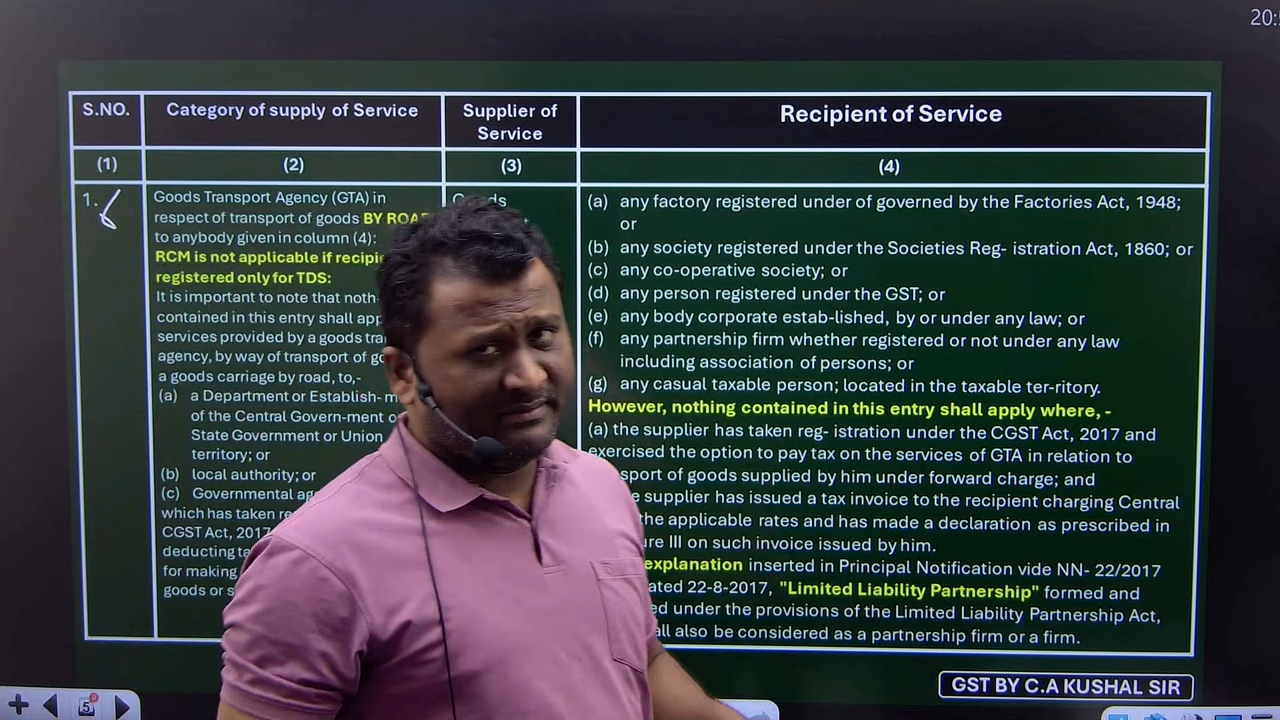 20:
S.NO.
Category of supply of Service
Supplier of
Service
Recipient of Service
(1)
(2)
(3)
(4)
1.
Goods Transport Agency (GTA) in
respect of transport of goods BY
to anybody given in column (4):
RCM is not applicable if
registered only for TDS:
It is important to note that
contained in this entry shall
services provided by a goods
agency, by way of transport of
a goods carriage by road, to,-
(a) a Department or Establish-
of the Central Govern-ment
State Government or Union
territory; or
(b) local authority; or
(c) Governmental
which has taken
CGST Act, 2017
deducting
for making
goods or
(a) any factory registered under of governed by the Factories Act, 1948;
or
(b) any society registered under the Societies Reg- istration Act, 1860; or
(c) any co-operative society; or
(d) any person registered under the GST; or
(e) any body corporate estab-lished, by or under any law; or
(f) any partnership firm whether registered or not under any law
including association of persons; or
(g) any casual taxable person; located in the taxable ter-ritory.
However, nothing contained in this entry shall apply where, -
(a) the supplier has taken reg- istration under the CGST Act, 2017 and
exercised the option to pay tax on the services of GTA in relation to
of goods supplied by him under forward charge; and
supplier has issued a tax invoice to the recipient charging Central
the applicable rates and has made a declaration as prescribed in
III on such invoice issued by him.
explanation inserted in Principal Notification vide NN- 22/2017
22-8-2017, "Limited Liability Partnership" formed and
under the provisions of the Limited Liability Partnership Act,
also be considered as a partnership firm or a firm.
GST BY C.A KUSHAL SIR
5